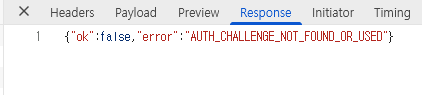 Headers Payload Preview Response Initiator Timing
1 {"ok":false,"error":"AUTH_CHALLENGE_NOT_FOUND_OR_USED"}